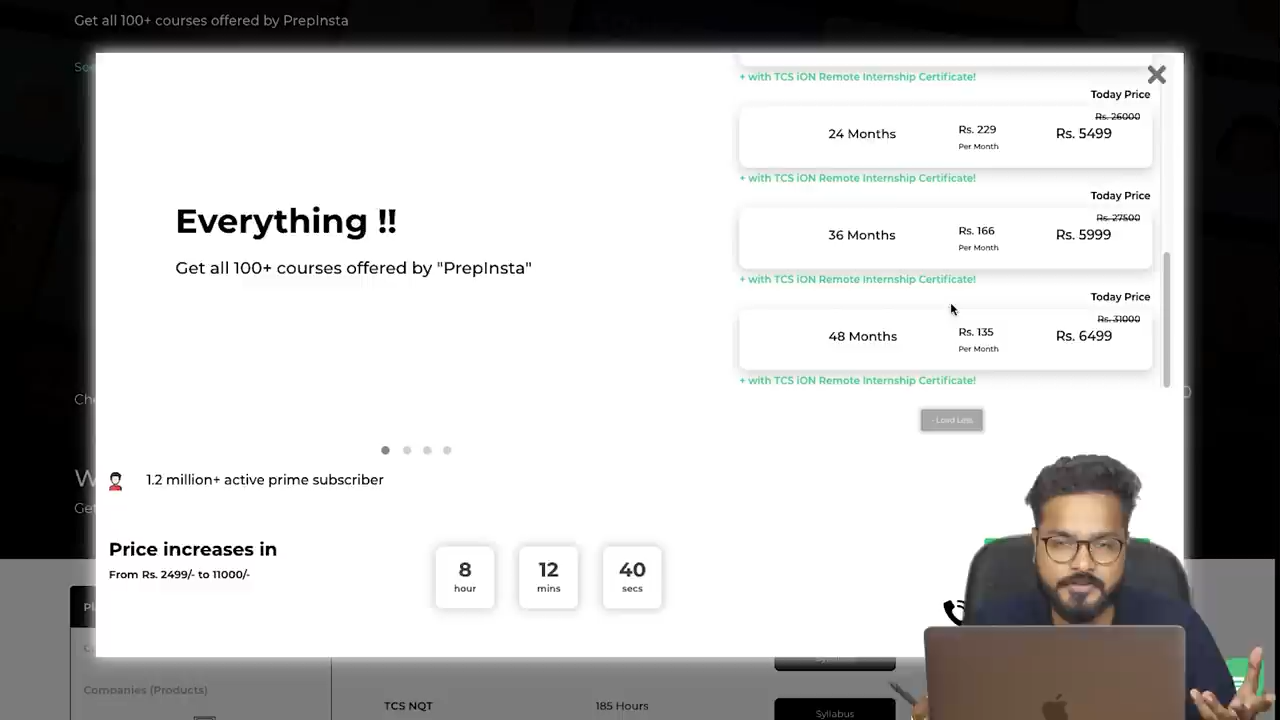 Get all 100+ courses offered by PrepInsta
+ with TCS iON Remote Internship Certificate!
Today Price
Rs. 26000
24 Months
Rs. 229
Per Month
Rs. 5499
+ with TCS iON Remote Internship Certificate!
Today Price
Rs. 27500
36 Months
Rs. 166
Per Month
Rs. 5999
+ with TCS iON Remote Internship Certificate!
Today Price
Rs. 31000
48 Months
Rs. 135
Per Month
Rs. 6499
+ with TCS iON Remote Internship Certificate!
- Load Less
Everything !!
Get all 100+ courses offered by "PrepInsta"
1.2 million+ active prime subscriber
Price increases in
From Rs. 2499/- to 11000/-
8
hour
12
mins
40
secs
Companies (Products)
TCS NQT
185 Hours
Syllabus